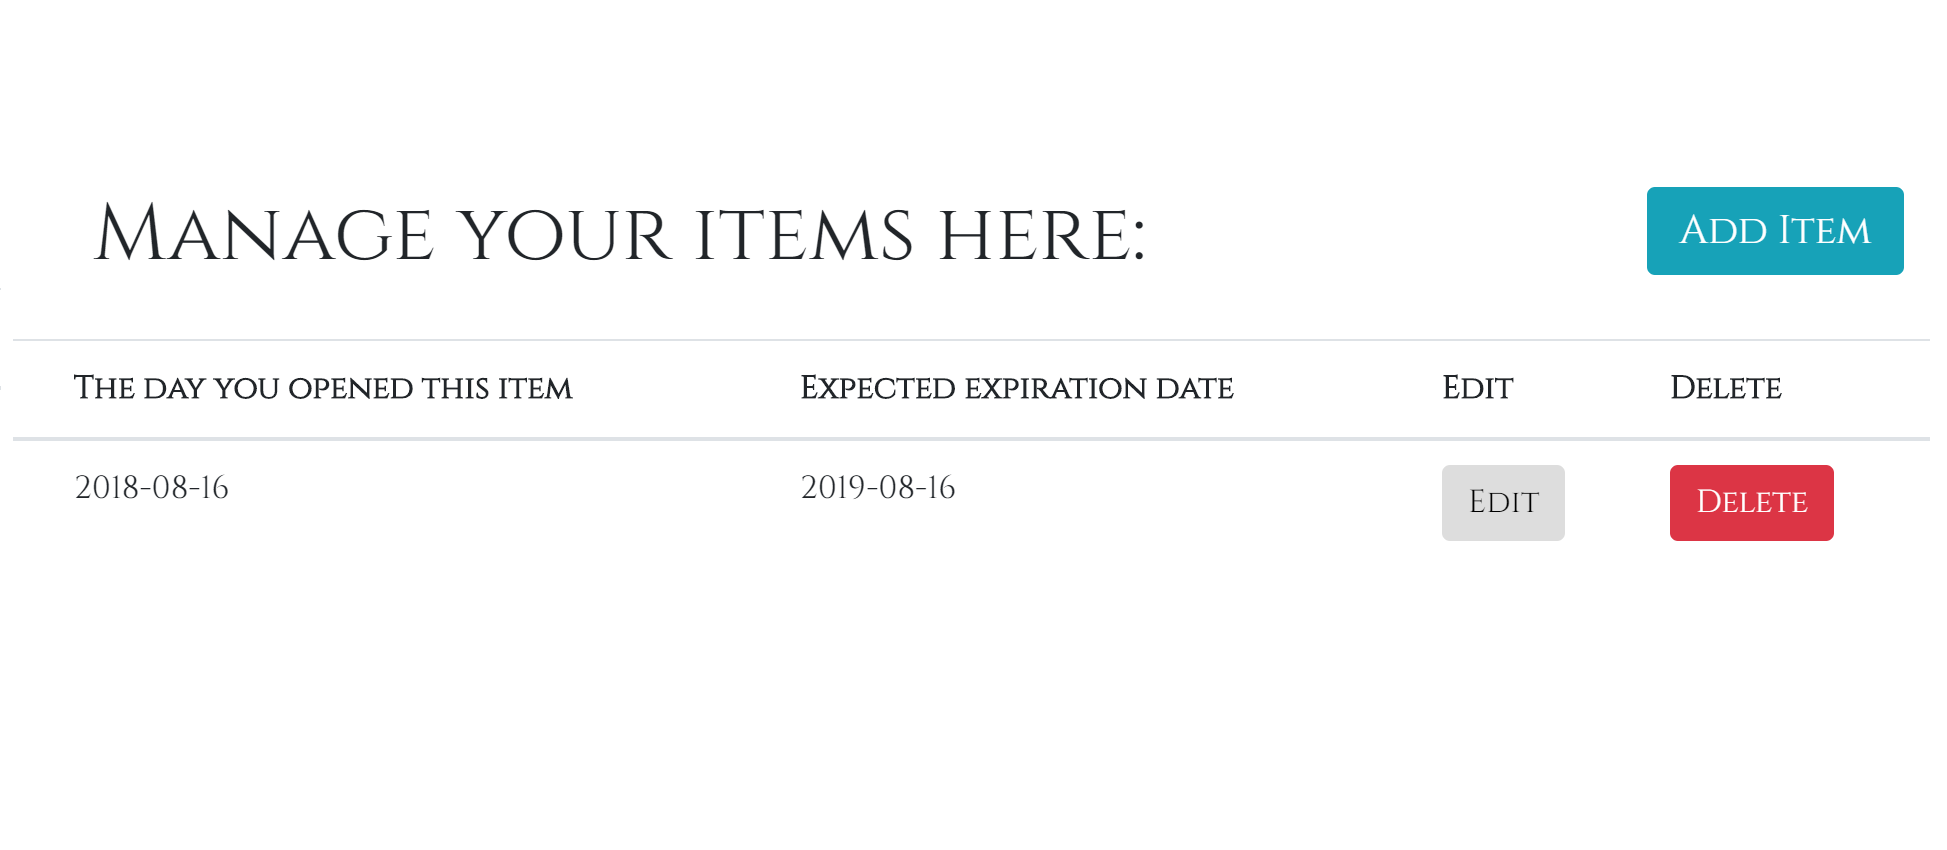 Manage your items here:
Add Item
The day you opened this item Expected expiration date Edit Delete
2018-08-16 2019-08-16 Edit Delete